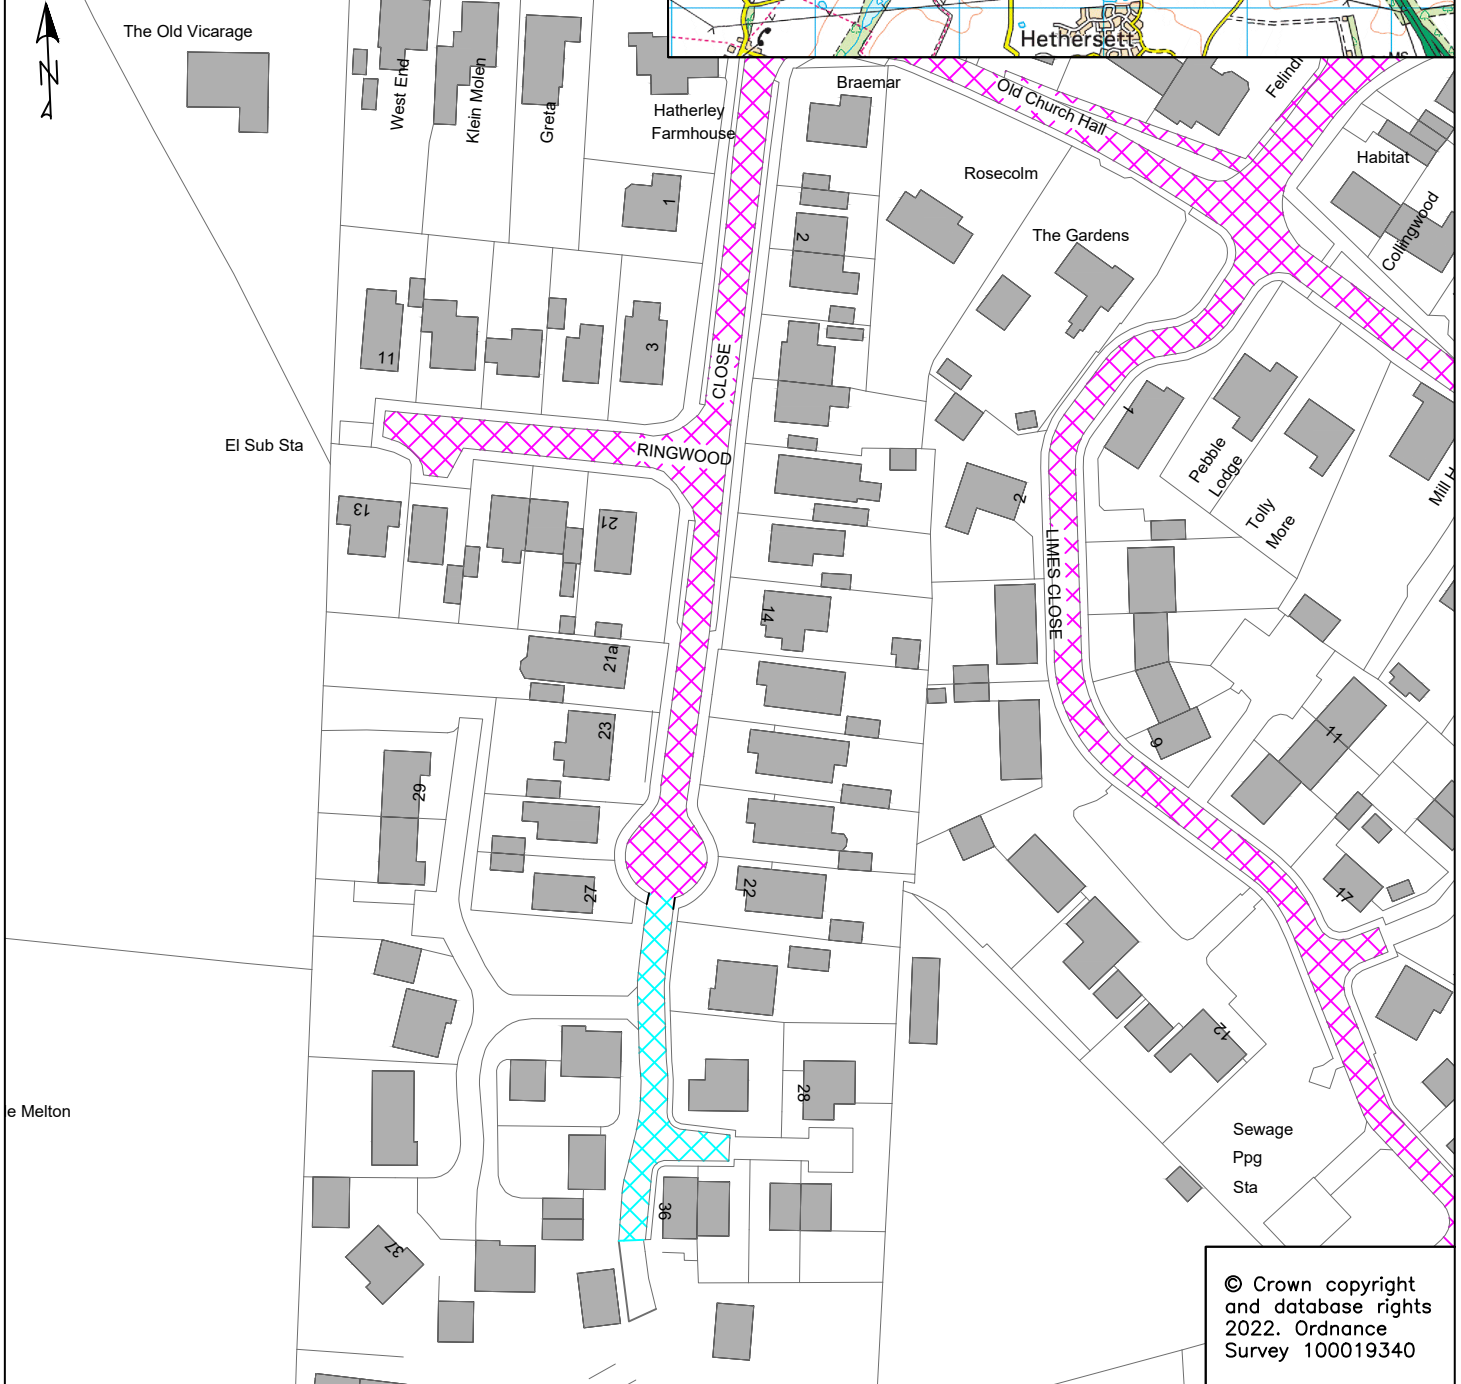 The Old Vicarage
West End
Klein Molen
Greta
Hatherley
Farmhouse
Hethersett
Braemar
Old Church Hall
Rosecolm
The Gardens
Habitat
Collingwood
1
2
3
11
CLOSE
RINGWOOD
El Sub Sta
13
21
21a
23
29
27
14
22
1
2
Pebble
Lodge
Tolly
More
LIMES CLOSE
9
11
17
12
28
36
37
e Melton
Sewage
Ppg
Sta
© Crown copyright
and database rights
2022. Ordnance
Survey 100019340